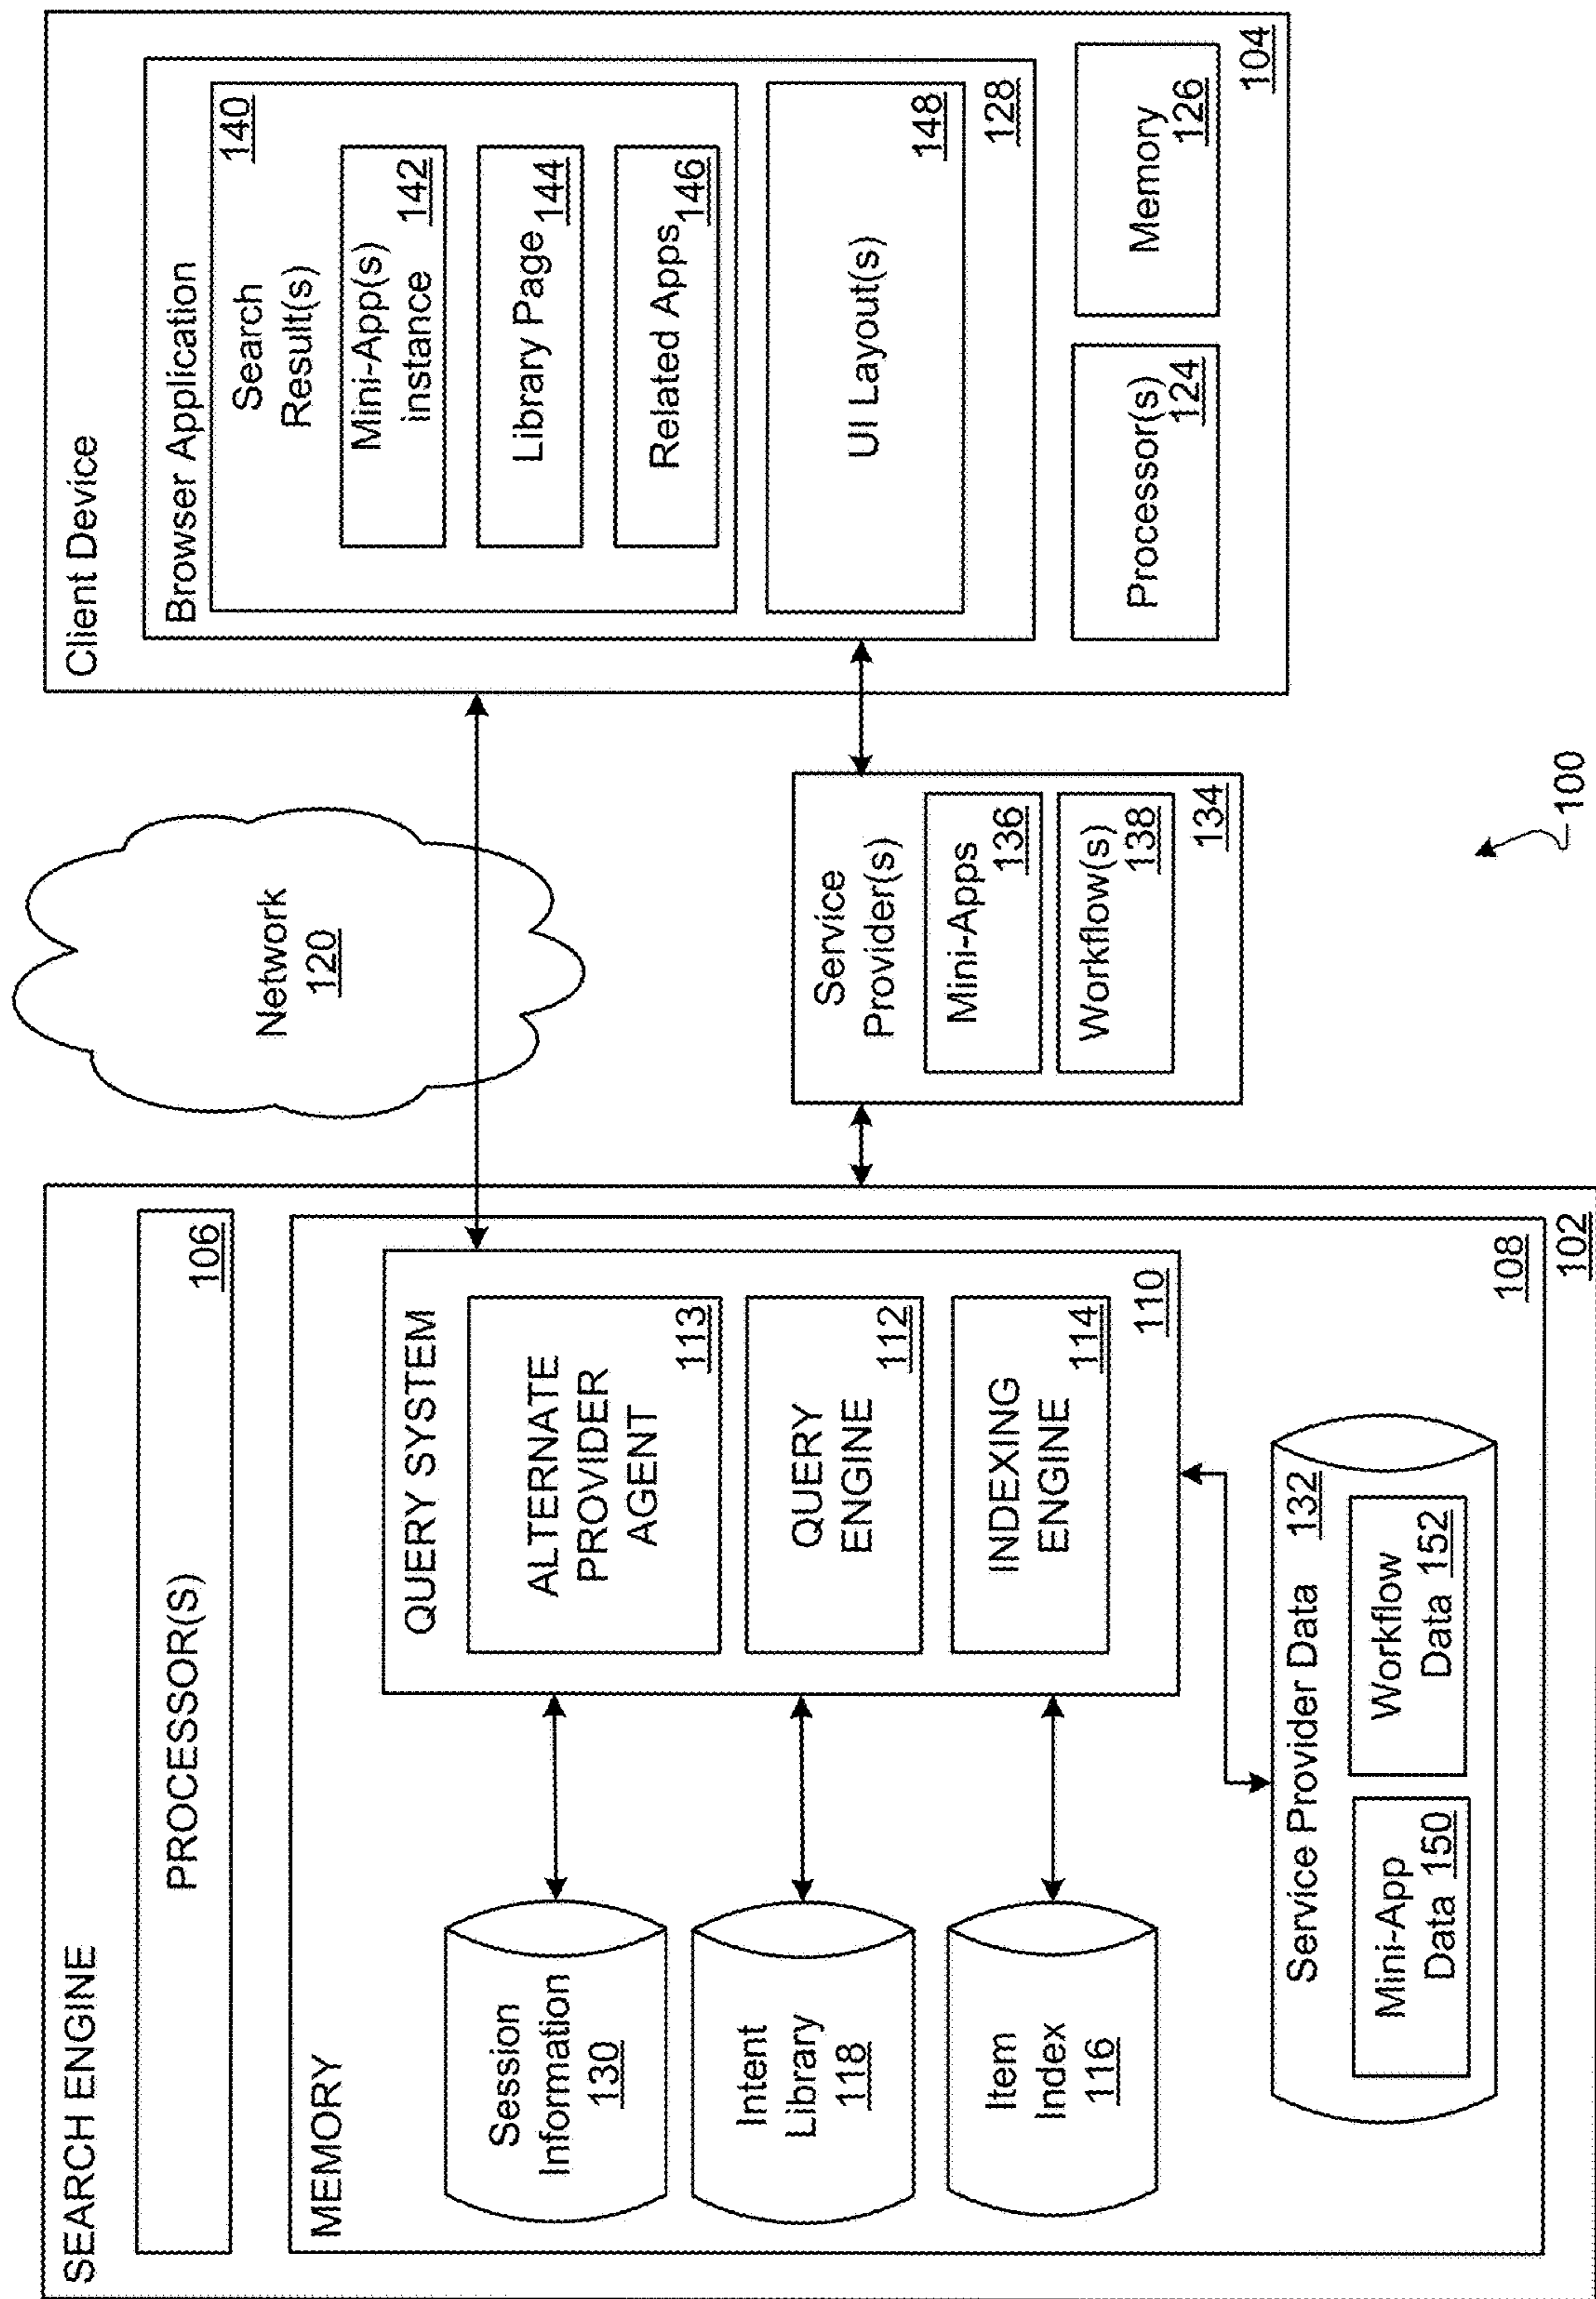 SEARCH ENGINE
PROCESSOR(S)
106
MEMORY
Session
Information
130
Intent
Library
118
Item
Index
116
QUERY SYSTEM
ALTERNATE
PROVIDER
AGENT
113
QUERY
ENGINE
112
INDEXING
ENGINE
114
110
Service Provider Data 132
Mini-App
Data 150
Workflow
Data 152
108
102
Network
120
Service
Provider(s)
Mini-Apps
136
Workflow(s)
138
134
100
Client Device
Browser Application
Search
Result(s)
140
Mini-App(s)
instance
142
Library Page
144
Related Apps
146
UI Layout(s)
148
128
Processor(s)
124
Memory
126
104